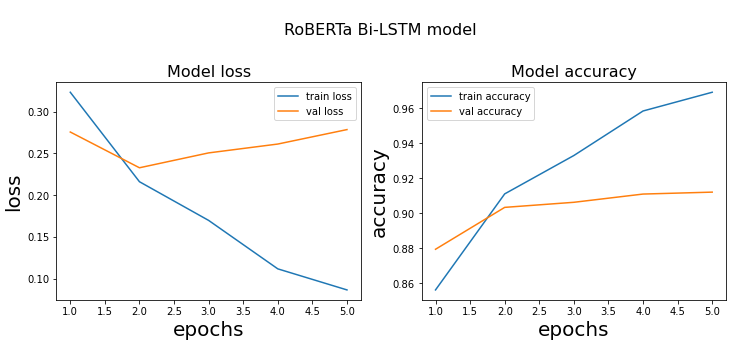 RoBERTa Bi-LSTM model
Model loss
train loss
val loss
0.30
0.25
0.20
0.15
0.10
loss
1.0 1.5 2.0 2.5 3.0 3.5 4.0 4.5 5.0
epochs
Model accuracy
train accuracy
val accuracy
0.96
0.94
0.92
0.90
0.88
0.86
accuracy
1.0 1.5 2.0 2.5 3.0 3.5 4.0 4.5 5.0
epochs